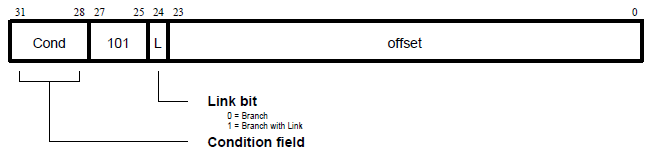 31 28 27 25 24 23 0
Cond 101 L offset
Link bit
0 = Branch
1 = Branch with Link
Condition field